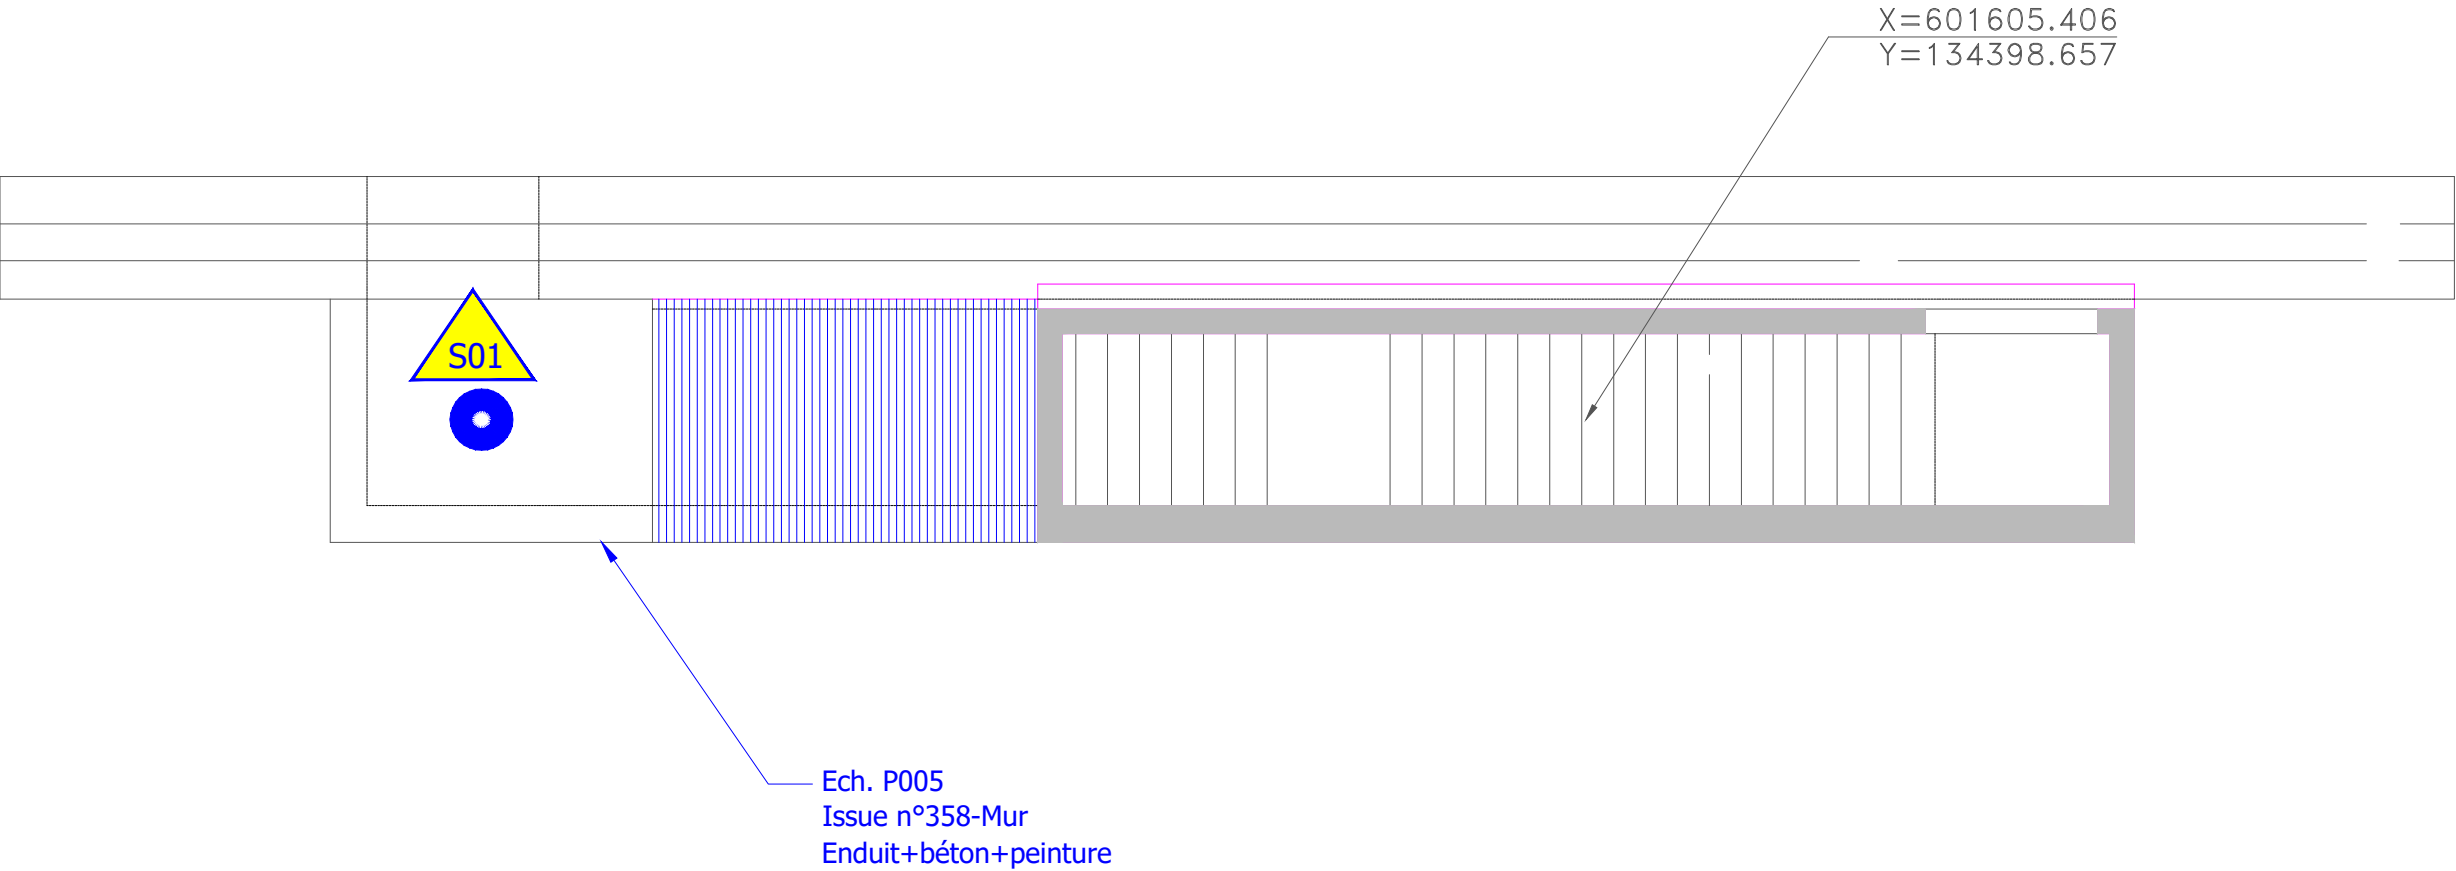 X=601605.406
Y=134398.657
S01
Ech. P005
Issue n°358-Mur
Enduit+béton+peinture